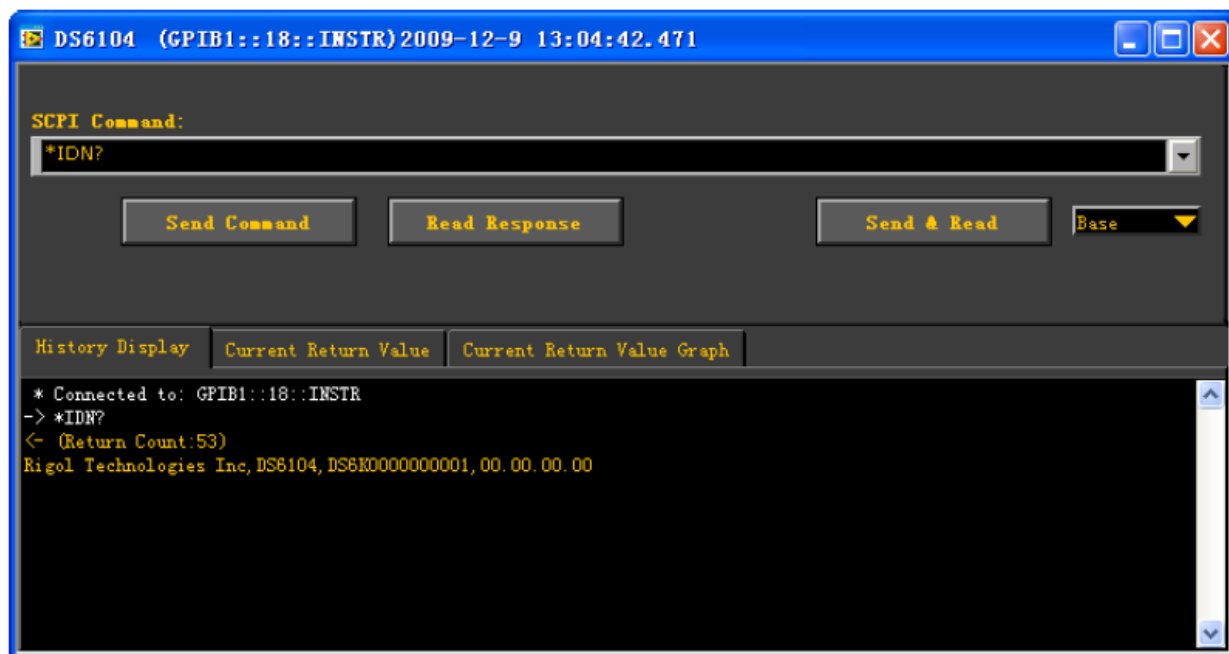 DS6104 (GPIB1::18::INSTR)2009-12-9 13:04:42.471
SCPI Command:
*IDN?
Send Command Read Response Send & Read Base
History Display Current Return Value Current Return Value Graph
* Connected to: GPIB1::18::INSTR
-> *IDN?
<- (Return Count:53)
Rigol Technologies Inc,DS6104,DS6K0000000001,00.00.00.00